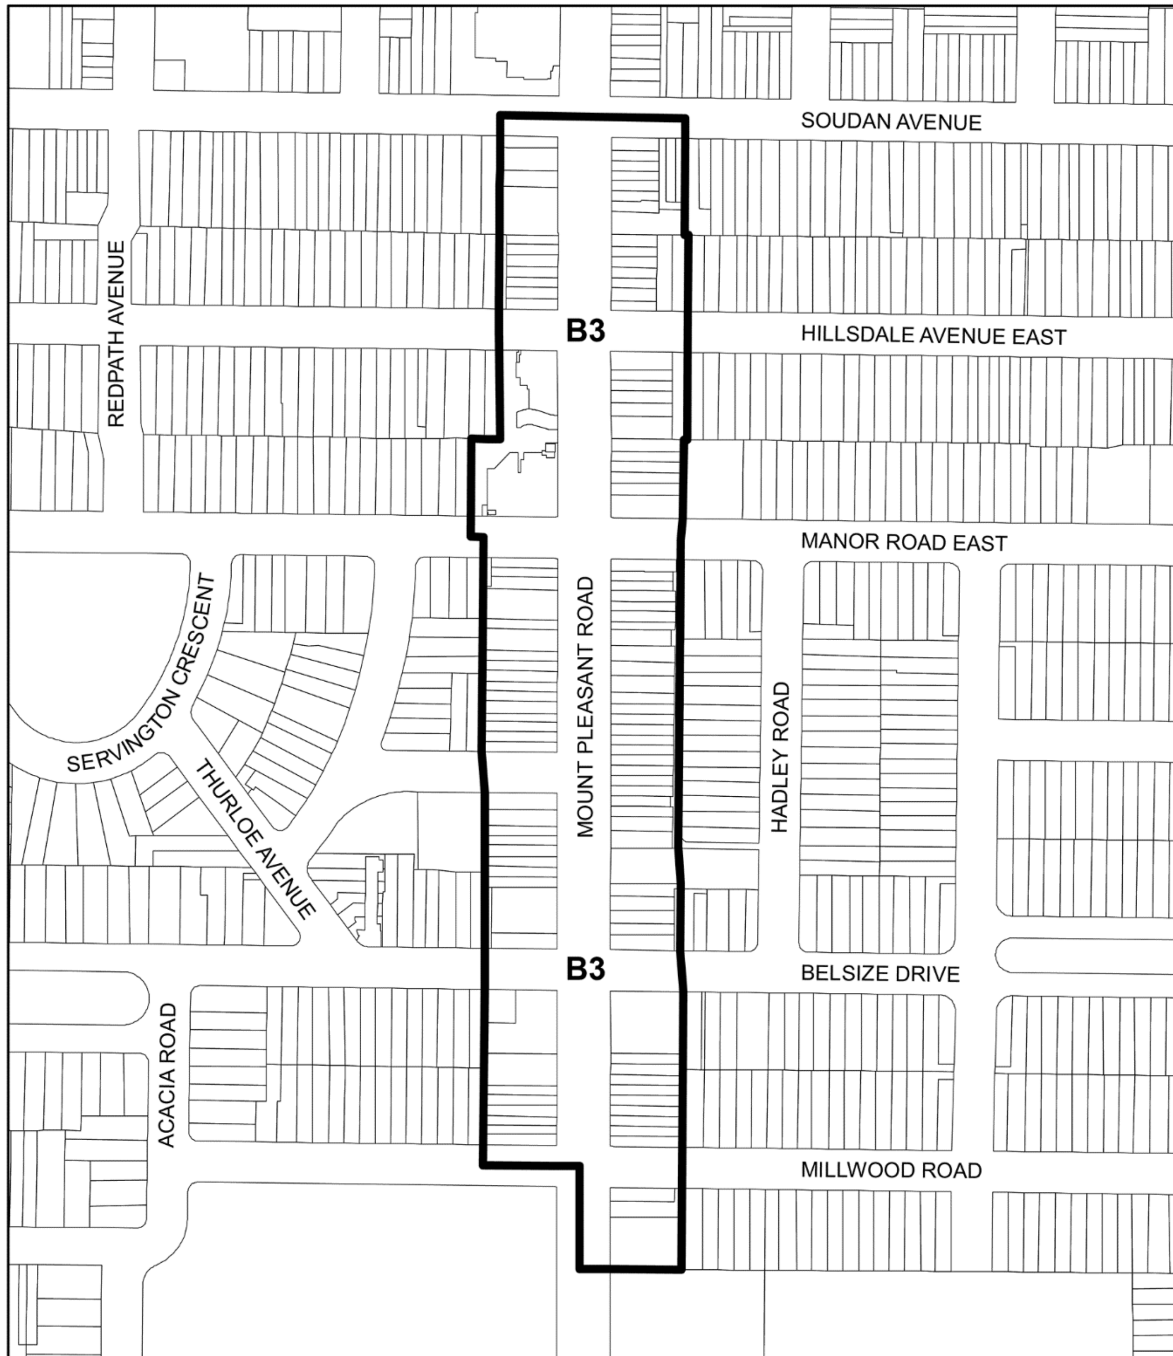 SOUDAN AVENUE
REDPATH AVENUE
B3
HILLSDALE AVENUE EAST
MANOR ROAD EAST
SERVINGTON CRESCENT
MOUNT PLEASANT ROAD
HADLEY ROAD
THURLOE AVENUE
B3
BELSIZE DRIVE
ACACIA ROAD
MILLWOOD ROAD